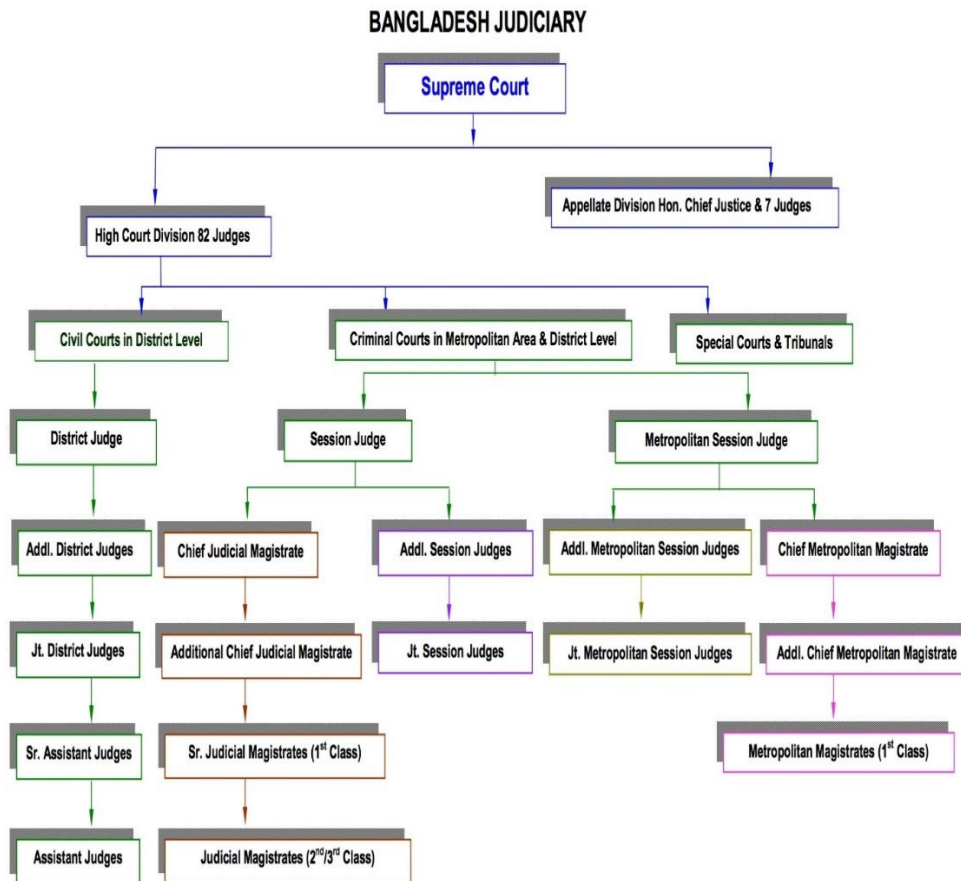 BANGLADESH JUDICIARY
Supreme Court
Appellate Division Hon. Chief Justice & 7 Judges
High Court Division 82 Judges
Civil Courts in District Level
Criminal Courts in Metropolitan Area & District Level
Special Courts & Tribunals
District Judge
Session Judge
Metropolitan Session Judge
Addl. District Judges
Chief Judicial Magistrate
Addl. Session Judges
Addl. Metropolitan Session Judges
Chief Metropolitan Magistrate
Jt. District Judges
Additional Chief Judicial Magistrate
Jt. Session Judges
Jt. Metropolitan Session Judges
Addl. Chief Metropolitan Magistrate
Sr. Assistant Judges
Sr. Judicial Magistrates (1st Class)
Metropolitan Magistrates (1st Class)
Assistant Judges
Judicial Magistrates (2nd/3rd Class)